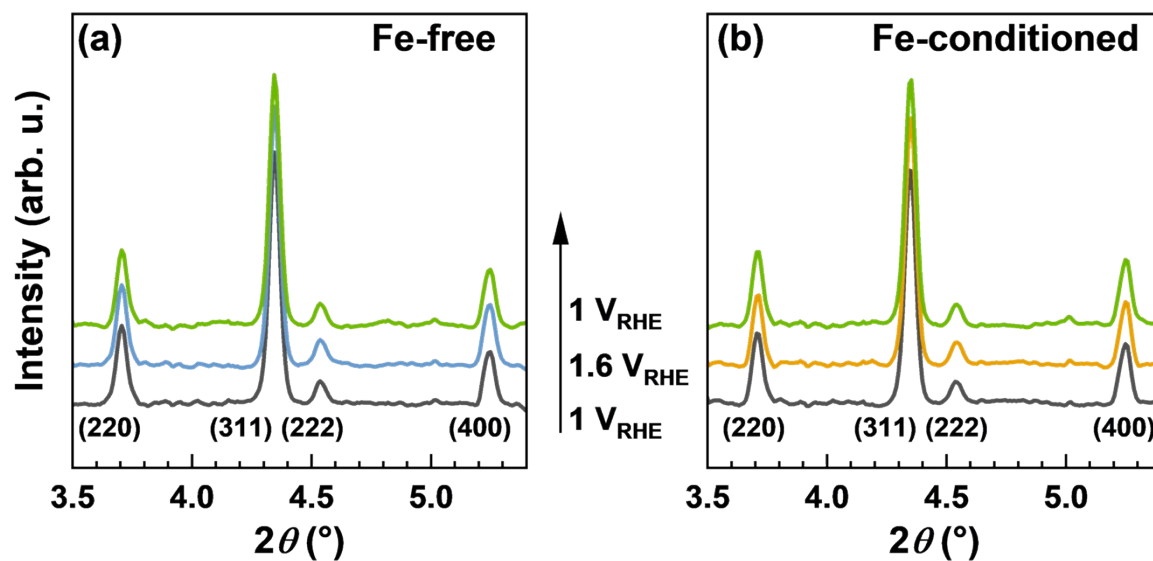 (a) Fe-free
Intensity (arb. u.)
(220) (311) (222) (400)
3.5 4.0 4.5 5.0
2θ (°)
1 VRHE
1.6 VRHE
1 VRHE
(b) Fe-conditioned
(220) (311) (222) (400)
3.5 4.0 4.5 5.0
2θ (°)